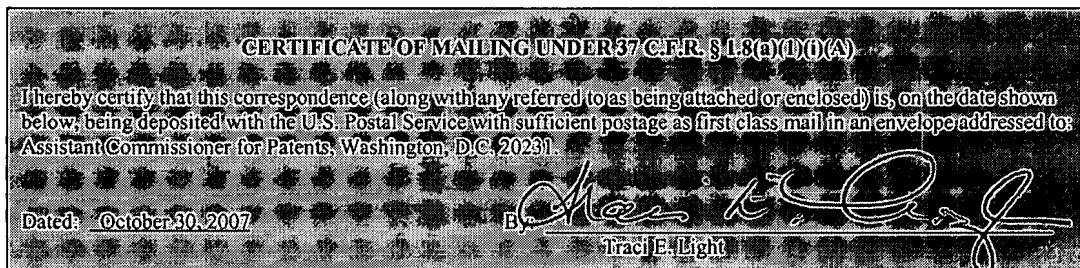 CERTIFICATE OF MAILING UNDER 37 C.F.R. § 1.8(a)(1)(i)(A)
I hereby certify that this correspondence (along with any referred to as being attached or enclosed) is, on the date shown
below, being deposited with the U.S. Postal Service with sufficient postage as first class mail in an envelope addressed to:
Assistant Commissioner for Patents, Washington, D.C. 20231.
Dated: October 30, 2007 By:
Traci E. Light